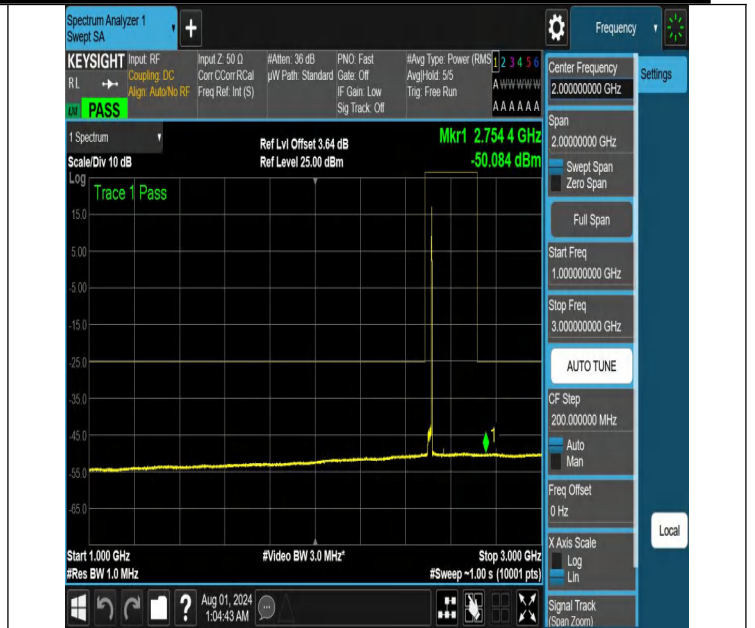 Spectrum Analyzer 1
Swept SA
+
Frequency
KEYSIGHT
RL
PASS
Input: RF
Coupling: DC
Align: Auto/No RF
Input Z: 50 Ω
Corr CCorr RCal
Freq Ref: Int (S)
#Atten: 36 dB
µW Path: Standard
PNO: Fast
Gate: Off
IF Gain: Low
Sig Track: Off
#Avg Type: Power (RMS
Avg|Hold: 5/5
Trig: Free Run
1 2 3 4 5 6
A W W W W W
A A A A A A
1 Spectrum
Scale/Div 10 dB
Log
Ref Lvl Offset 3.64 dB
Ref Level 25.00 dBm
Mkr1 2.754 4 GHz
-50.084 dBm
Trace 1 Pass
15.0
5.00
-5.00
-15.0
-25.0
-35.0
-45.0
-55.0
-65.0
1
Start 1.000 GHz
#Res BW 1.0 MHz
#Video BW 3.0 MHz*
Stop 3.000 GHz
#Sweep ~1.00 s (10001 pts)
?
Aug 01, 2024
1:04:43 AM
Center Frequency
2.000000000 GHz
Span
2.00000000 GHz
Swept Span
Zero Span
Full Span
Start Freq
1.000000000 GHz
Stop Freq
3.000000000 GHz
AUTO TUNE
CF Step
200.000000 MHz
Auto
Man
Freq Offset
0 Hz
X Axis Scale
Log
Lin
Signal Track
(Span Zoom)
Settings
Local